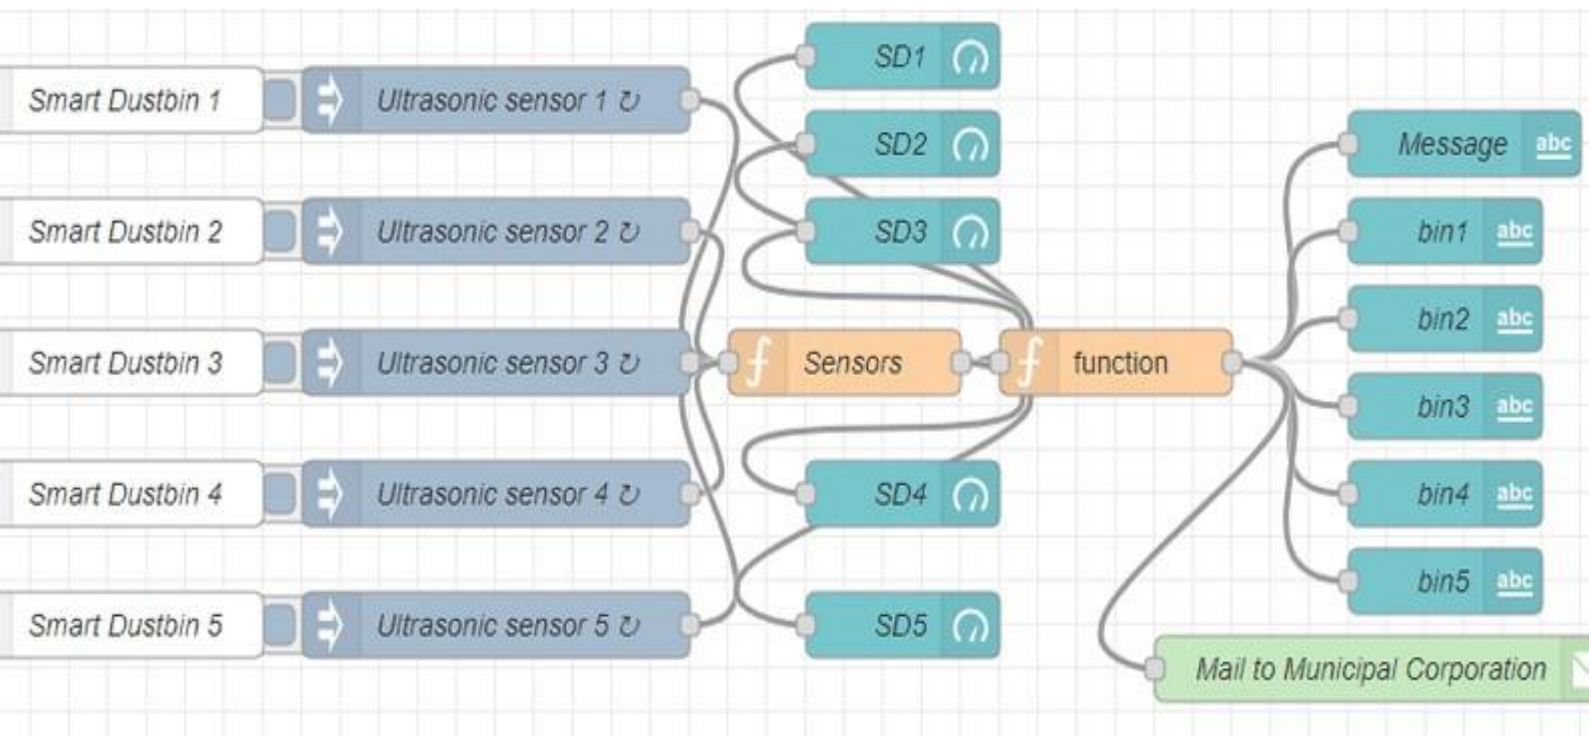 Smart Dustbin 1
Ultrasonic sensor 1 ↻
Smart Dustbin 2
Ultrasonic sensor 2 ↻
Smart Dustbin 3
Ultrasonic sensor 3 ↻
Smart Dustbin 4
Ultrasonic sensor 4 ↻
Smart Dustbin 5
Ultrasonic sensor 5 ↻
SD1
SD2
SD3
Sensors
function
SD4
SD5
Message abc
bin1 abc
bin2 abc
bin3 abc
bin4 abc
bin5 abc
Mail to Municipal Corporation